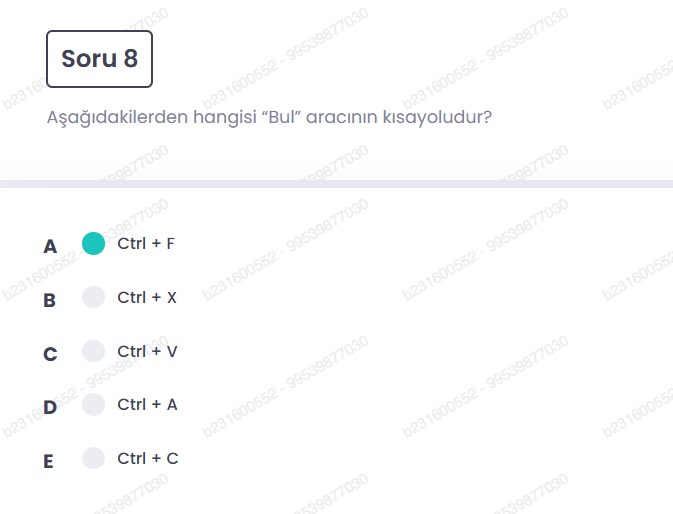 Soru 8
Aşağıdakilerden hangisi “Bul” aracının kısayoludur?
A Ctrl + F
B Ctrl + X
C Ctrl + V
D Ctrl + A
E Ctrl + C
b231600552 - 99539877030